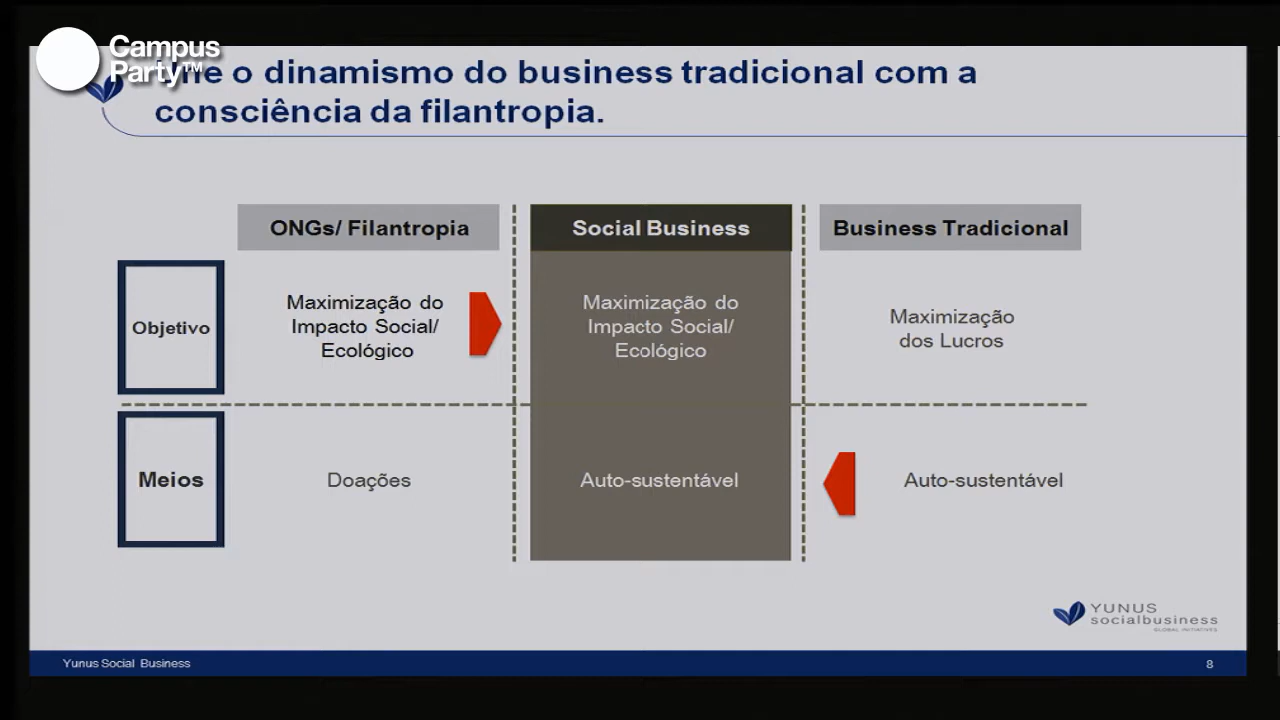 Campus
Party™
o dinamismo do business tradicional com a
consciência da filantropia.
ONGs/ Filantropia
Social Business
Business Tradicional
Objetivo
Maximização do
Impacto Social/
Ecológico
Maximização do
Impacto Social/
Ecológico
Maximização
dos Lucros
Meios
Doações
Auto-sustentável
Auto-sustentável
YUNUS
socialbusiness
GLOBAL INITIATIVES
Yunus Social Business
8